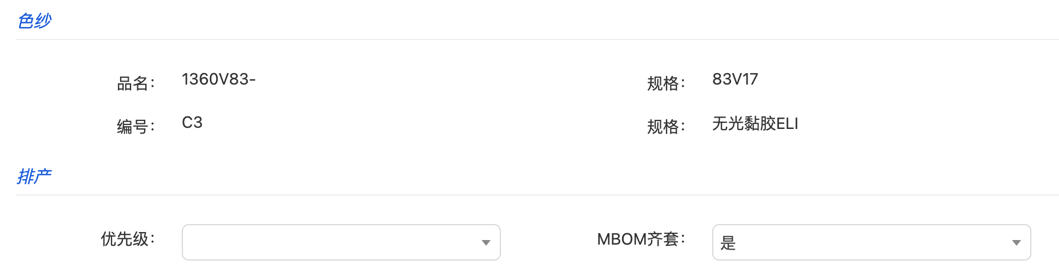 色纱
品名: 1360V83- 规格: 83V17
编号: C3 规格: 无光黏胶ELI
排产
优先级: MBOM齐套: 是